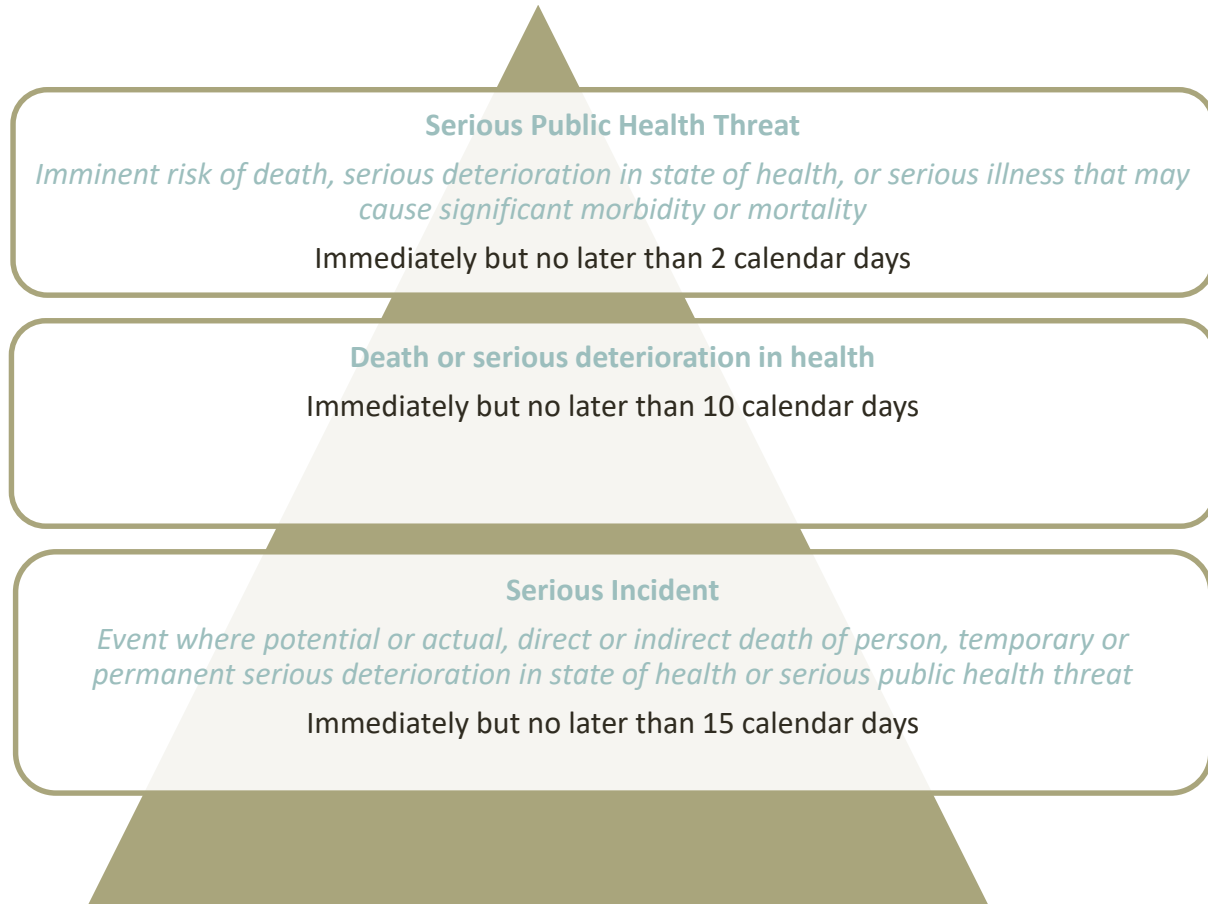 Serious Public Health Threat
Imminent risk of death, serious deterioration in state of health, or serious illness that may
cause significant morbidity or mortality
Immediately but no later than 2 calendar days
Death or serious deterioration in health
Immediately but no later than 10 calendar days
Serious Incident
Event where potential or actual, direct or indirect death of person, temporary or
permanent serious deterioration in state of health or serious public health threat
Immediately but no later than 15 calendar days